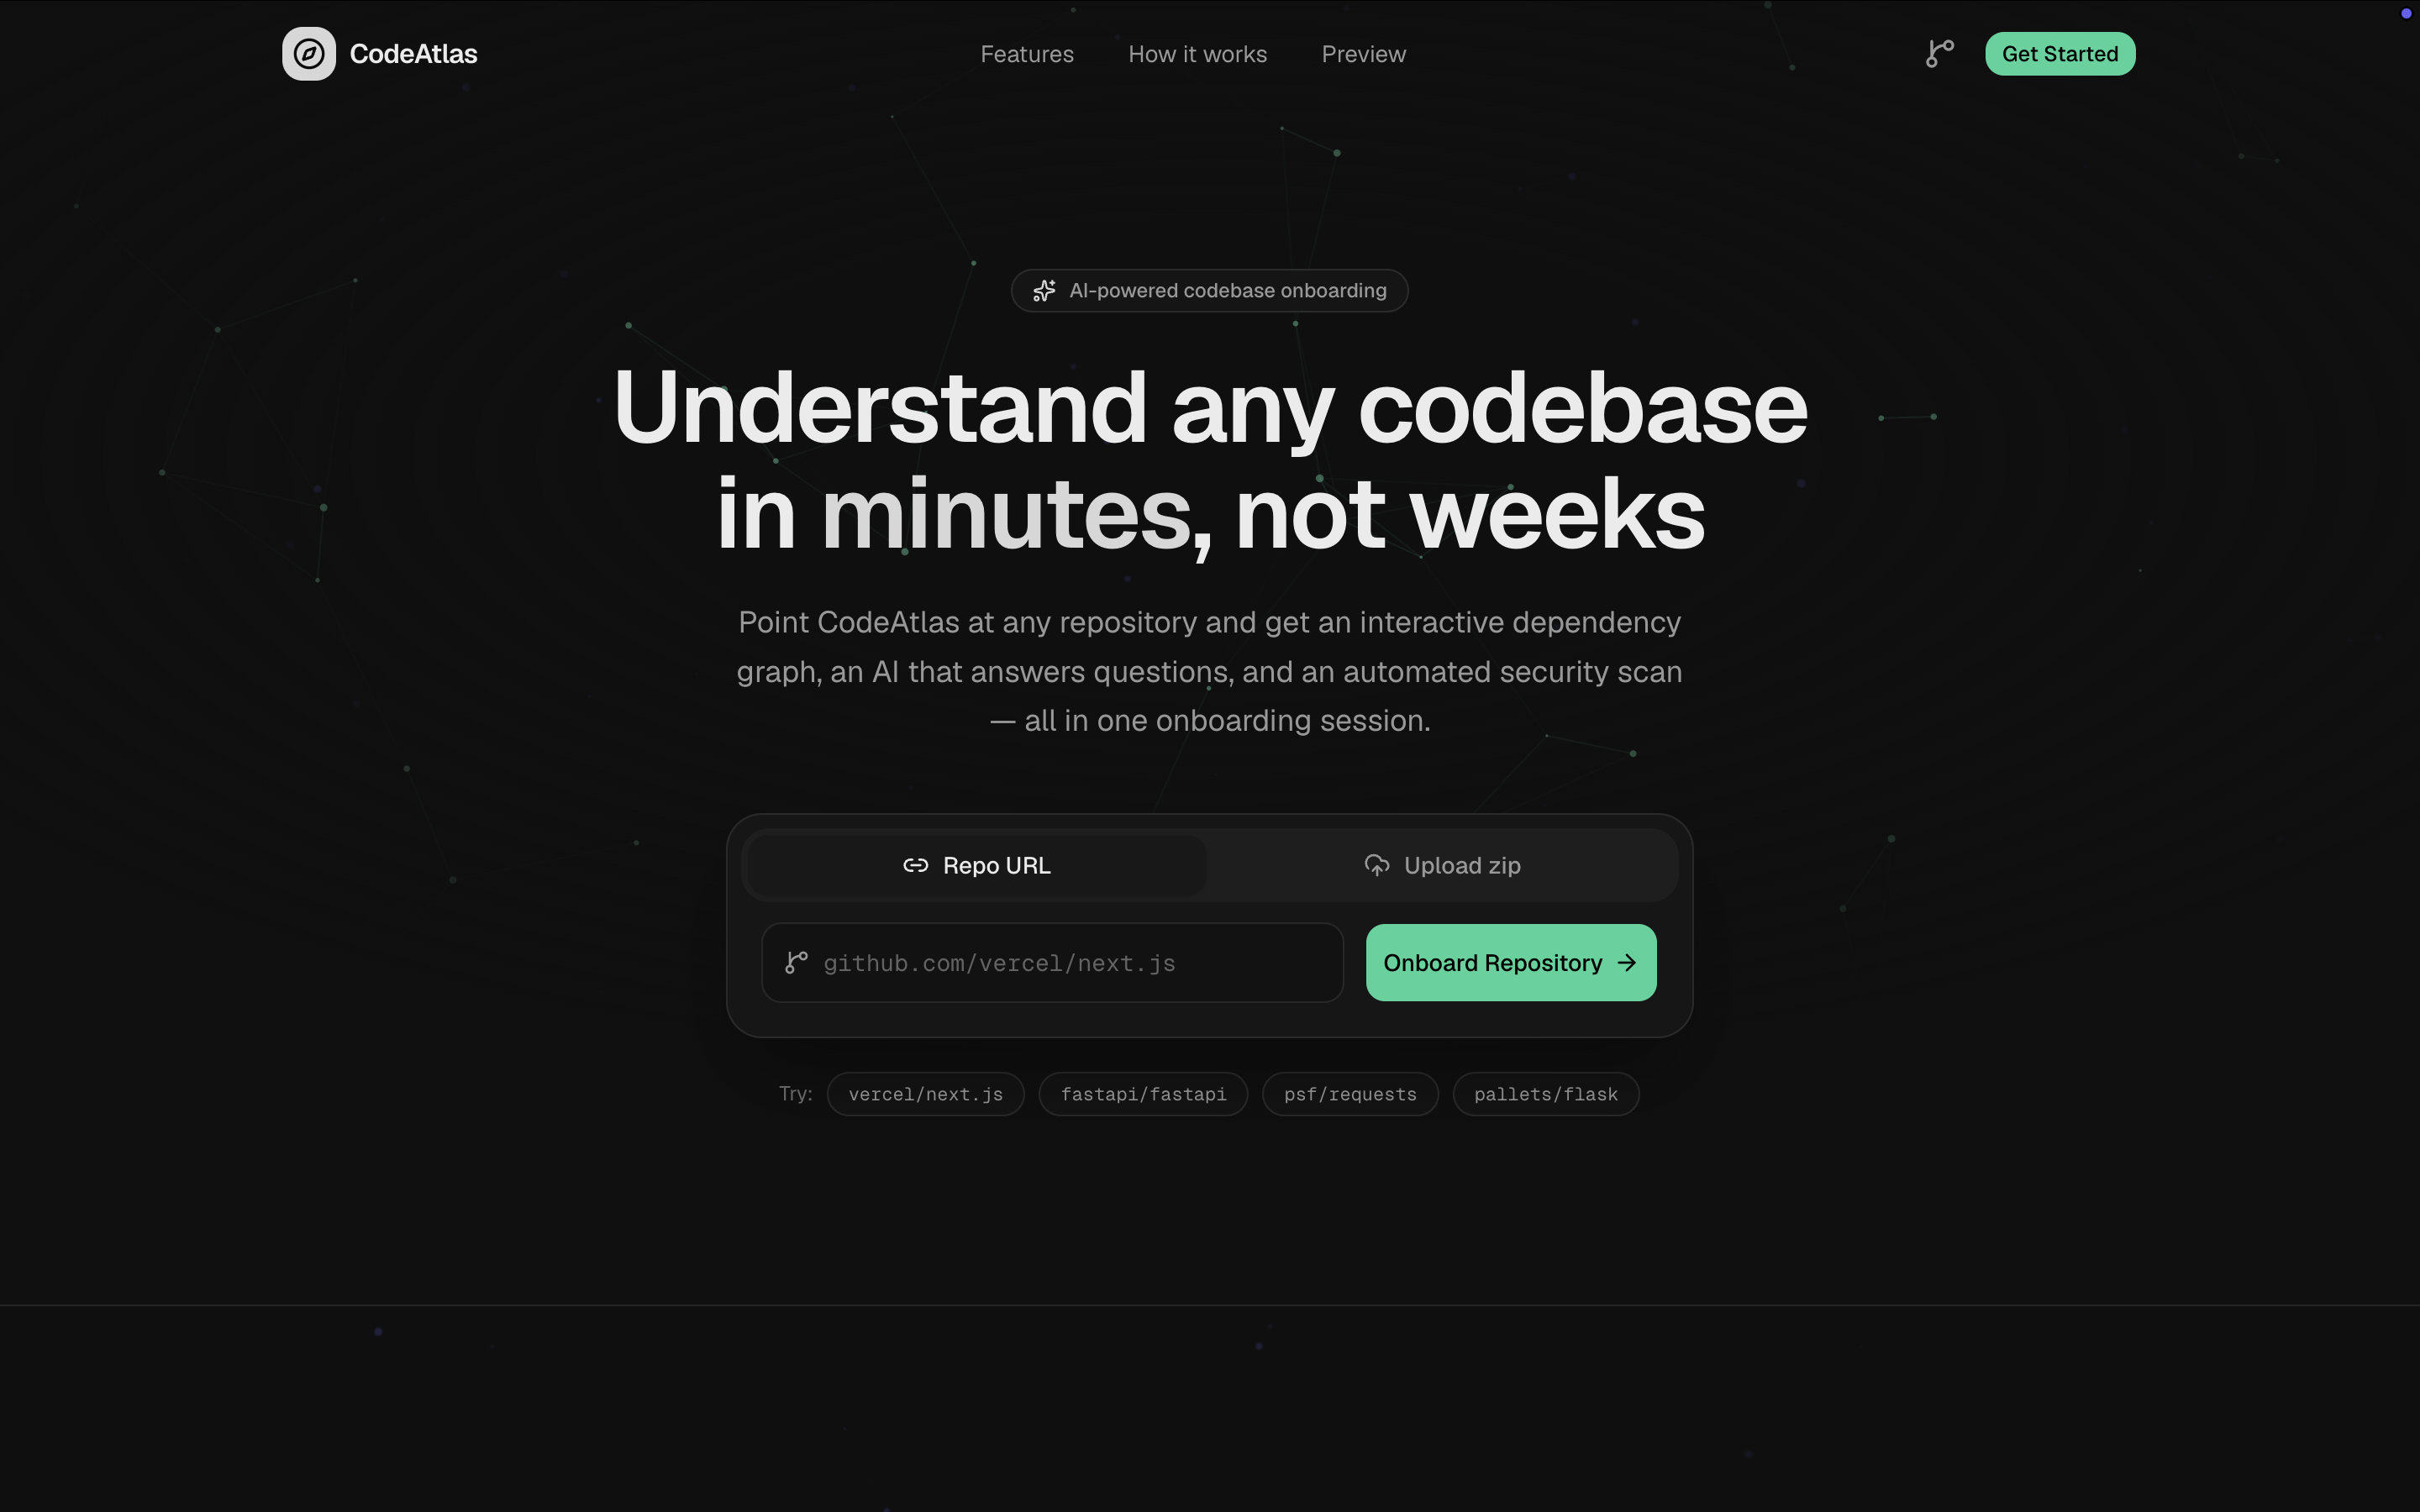 CodeAtlas
Features
How it works
Preview
Get Started
AI-powered codebase onboarding
Understand any codebase
in minutes, not weeks
Point CodeAtlas at any repository and get an interactive dependency
graph, an AI that answers questions, and an automated security scan
— all in one onboarding session.
Repo URL
Upload zip
github.com/vercel/next.js
Onboard Repository
Try:
vercel/next.js
fastapi/fastapi
psf/requests
pallets/flask